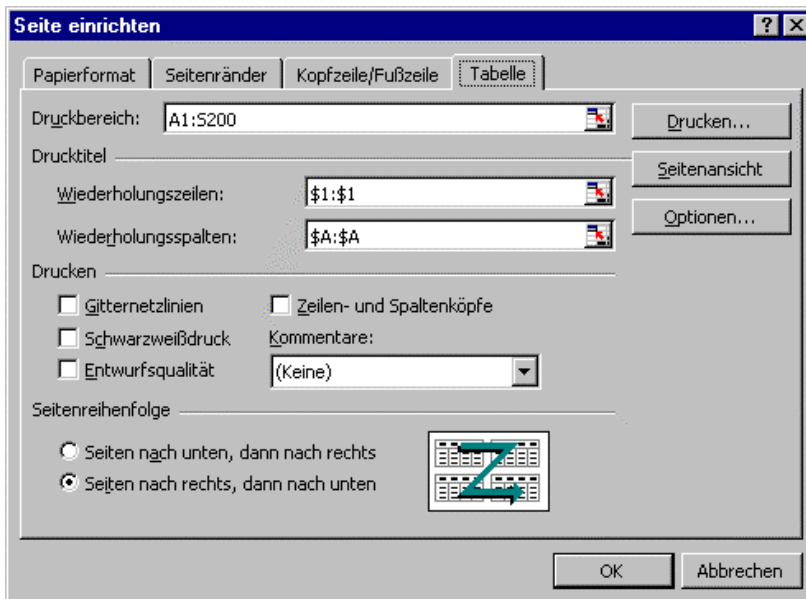 Seite einrichten
Papierformat Seitenränder Kopfzeile/Fußzeile Tabelle
Druckbereich: A1:S200 Drucken...
Drucktitel Seitenansicht
Wiederholungszeilen: $1:$1 Optionen...
Wiederholungsspalten: $A:$A
Drucken
Gitternetzlinien Zeilen- und Spaltenköpfe
Schwarzweißdruck Kommentare:
Entwurfsqualität (Keine)
Seitenreihenfolge
Seiten nach unten, dann nach rechts
Seiten nach rechts, dann nach unten
OK Abbrechen